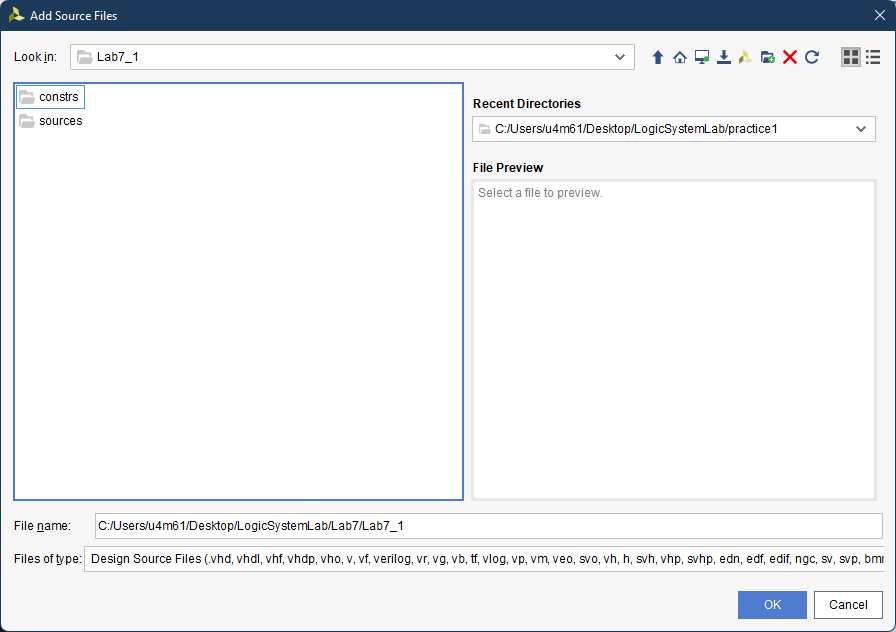 Add Source Files
Look in: Lab7_1
constrs
sources
Recent Directories
C:/Users/u4m61/Desktop/LogicSystemLab/practice1
File Preview
Select a file to preview.
File name: C:/Users/u4m61/Desktop/LogicSystemLab/Lab7/Lab7_1
Files of type: Design Source Files (.vhd, vhdl, vhf, vhdp, vho, v, vf, verilog, vr, vg, vb, tf, vlog, vp, vm, veo, svo, vh, h, svh, vhp, svhp, edn, edf, edif, ngc, sv, svp, bmm
OK Cancel